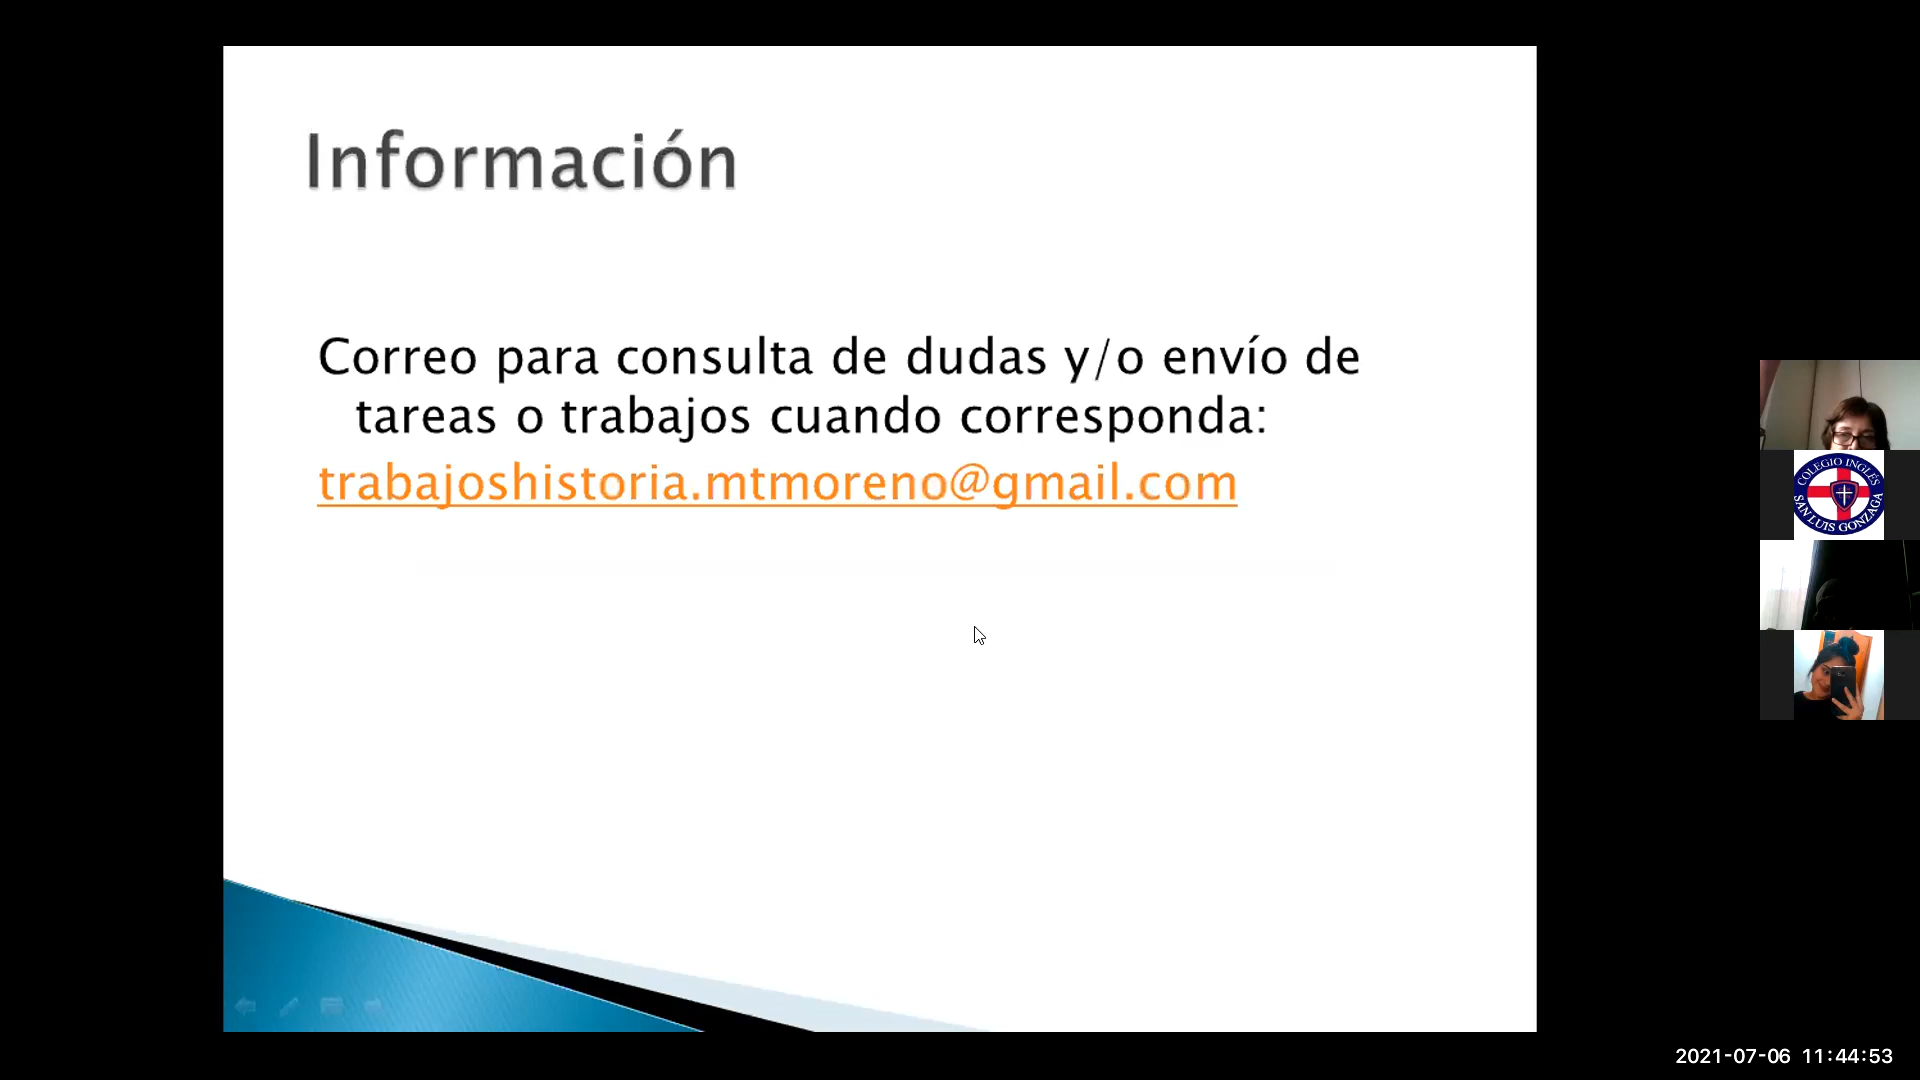 Información
Correo para consulta de dudas y/o envío de
tareas o trabajos cuando corresponda:
trabajoshistoria.mtmoreno@gmail.com
COLEGIO INGLÉS
SAN LUIS GONZAGA
2021-07-06 11:44:53